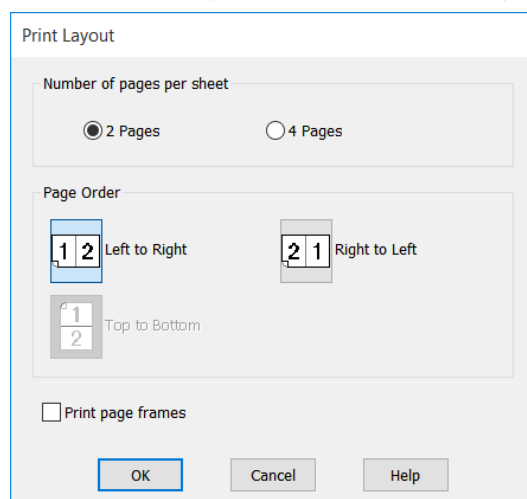 Print Layout
Number of pages per sheet
2 Pages 4 Pages
Page Order
1 2 Left to Right 2 1 Right to Left
1
2 Top to Bottom
Print page frames
OK Cancel Help